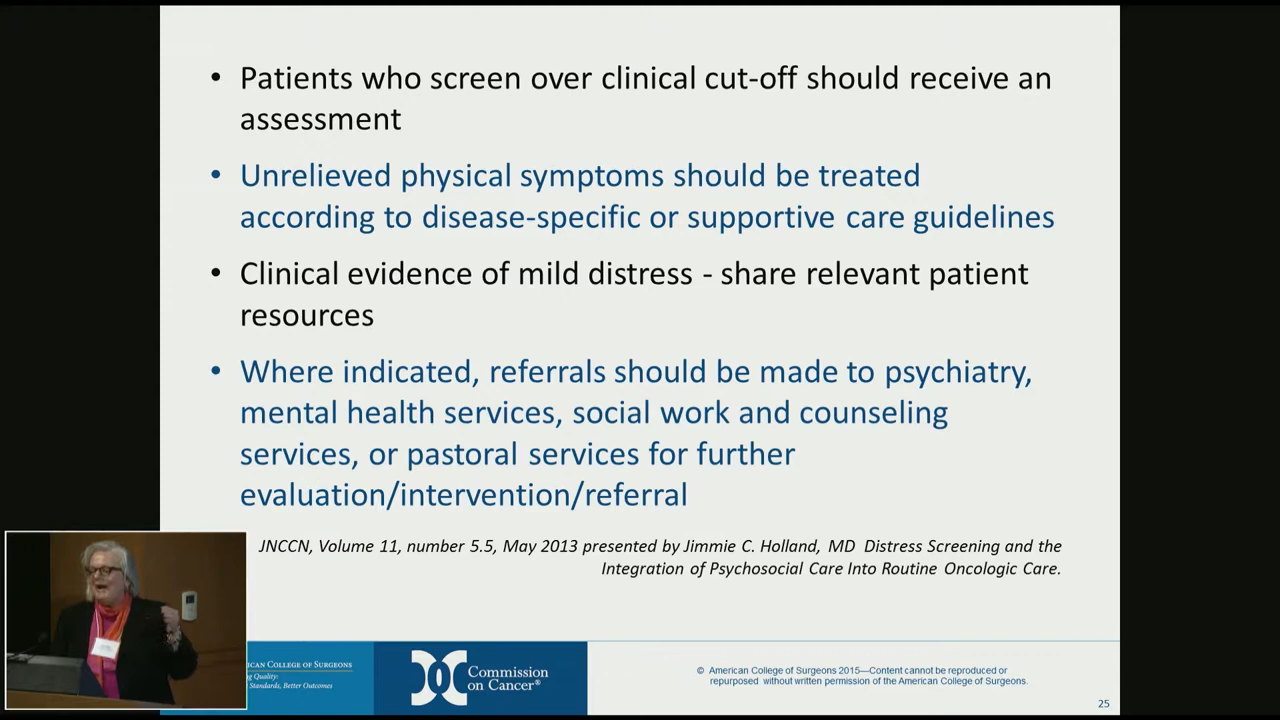 • Patients who screen over clinical cut-off should receive an
assessment
• Unrelieved physical symptoms should be treated
according to disease-specific or supportive care guidelines
• Clinical evidence of mild distress - share relevant patient
resources
• Where indicated, referrals should be made to psychiatry,
mental health services, social work and counseling
services, or pastoral services for further
evaluation/intervention/referral
JNCCN, Volume 11, number 5.5, May 2013 presented by Jimmie C. Holland, MD Distress Screening and the
Integration of Psychosocial Care Into Routine Oncologic Care.
COLLEGE OF SURGEONS
Quality:
Standards, Better Outcomes
Commission
on Cancer®
© American College of Surgeons 2015—Content cannot be reproduced or
repurposed without written permission of the American College of Surgeons.
25